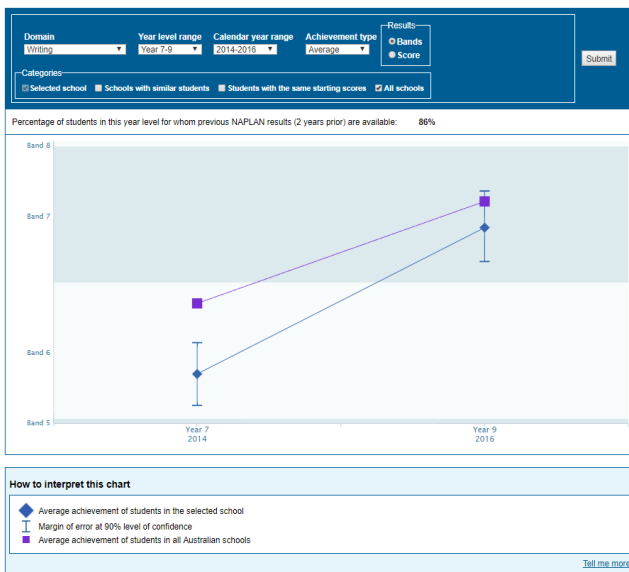 Domain Year level range Calendar year range Achievement type Results
Writing Year 7-9 2014-2016 Average Bands
Score
Submit
Categories
Selected school Schools with similar students Students with the same starting scores All schools
Percentage of students in this year level for whom previous NAPLAN results (2 years prior) are available: 86%
Band 8
Band 7
Band 6
Band 5
Year 7 Year 9
2014 2016
How to interpret this chart
Average achievement of students in the selected school
Margin of error at 90% level of confidence
Average achievement of students in all Australian schools
Tell me more